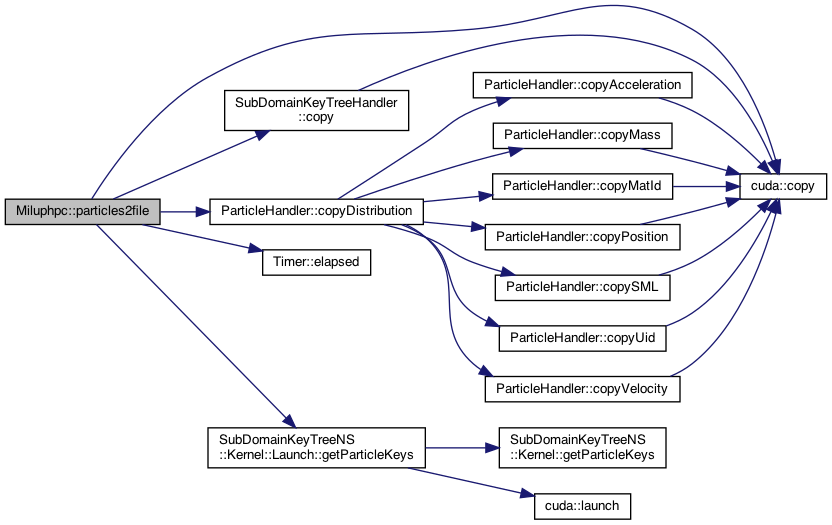 Miluphpc::particles2file
SubDomainKeyTreeHandler
::copy
ParticleHandler::copyDistribution
Timer::elapsed
SubDomainKeyTreeNS
::Kernel::Launch::getParticleKeys
ParticleHandler::copyAcceleration
ParticleHandler::copyMass
ParticleHandler::copyMatId
ParticleHandler::copyPosition
ParticleHandler::copySML
ParticleHandler::copyUid
ParticleHandler::copyVelocity
SubDomainKeyTreeNS
::Kernel::getParticleKeys
cuda::launch
cuda::copy